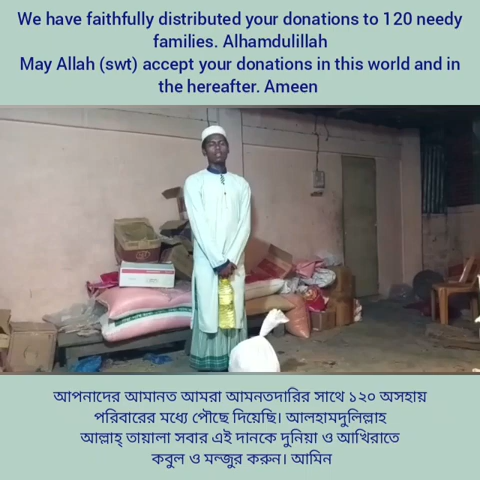 We have faithfully distributed your donations to 120 needy
families. Alhamdulillah
May Allah (swt) accept your donations in this world and in
the hereafter. Ameen
আপনাদের আমানত আমরা আমনতদারির সাথে ১২০ অসহায়
পরিবারের মধ্যে পৌছে দিয়েছি। আলহামদুলিল্লাহ
আল্লাহ্ তায়ালা সবার এই দানকে দুনিয়া ও আখিরাতে
কবুল ও মন্জুর করুন। আমিন